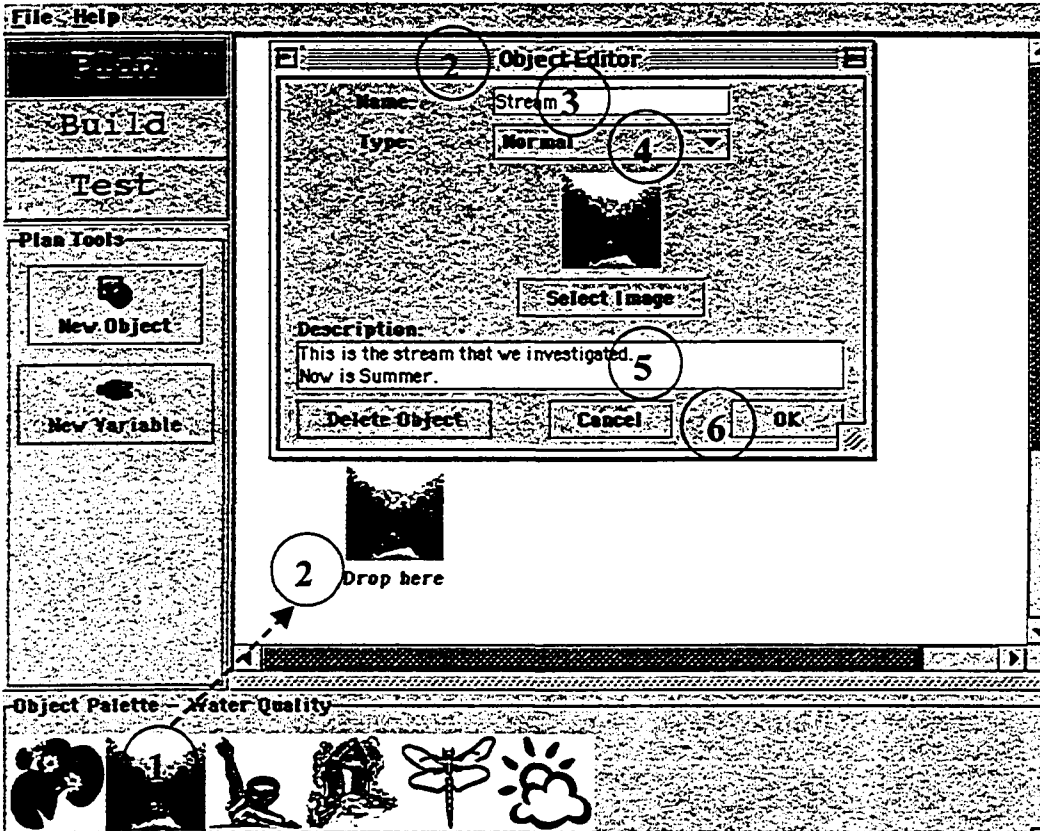 File Help
Plan
Build
Test
Plan Tools
New Object
New Variable
2
Object Editor
Name:
Stream
3
Type:
Normal
4
Select Image
Description:
This is the stream that we investigated.
Now is Summer.
5
Delete Object
Cancel
6
OK
2
Drop here
Object Palette - Water Quality
1